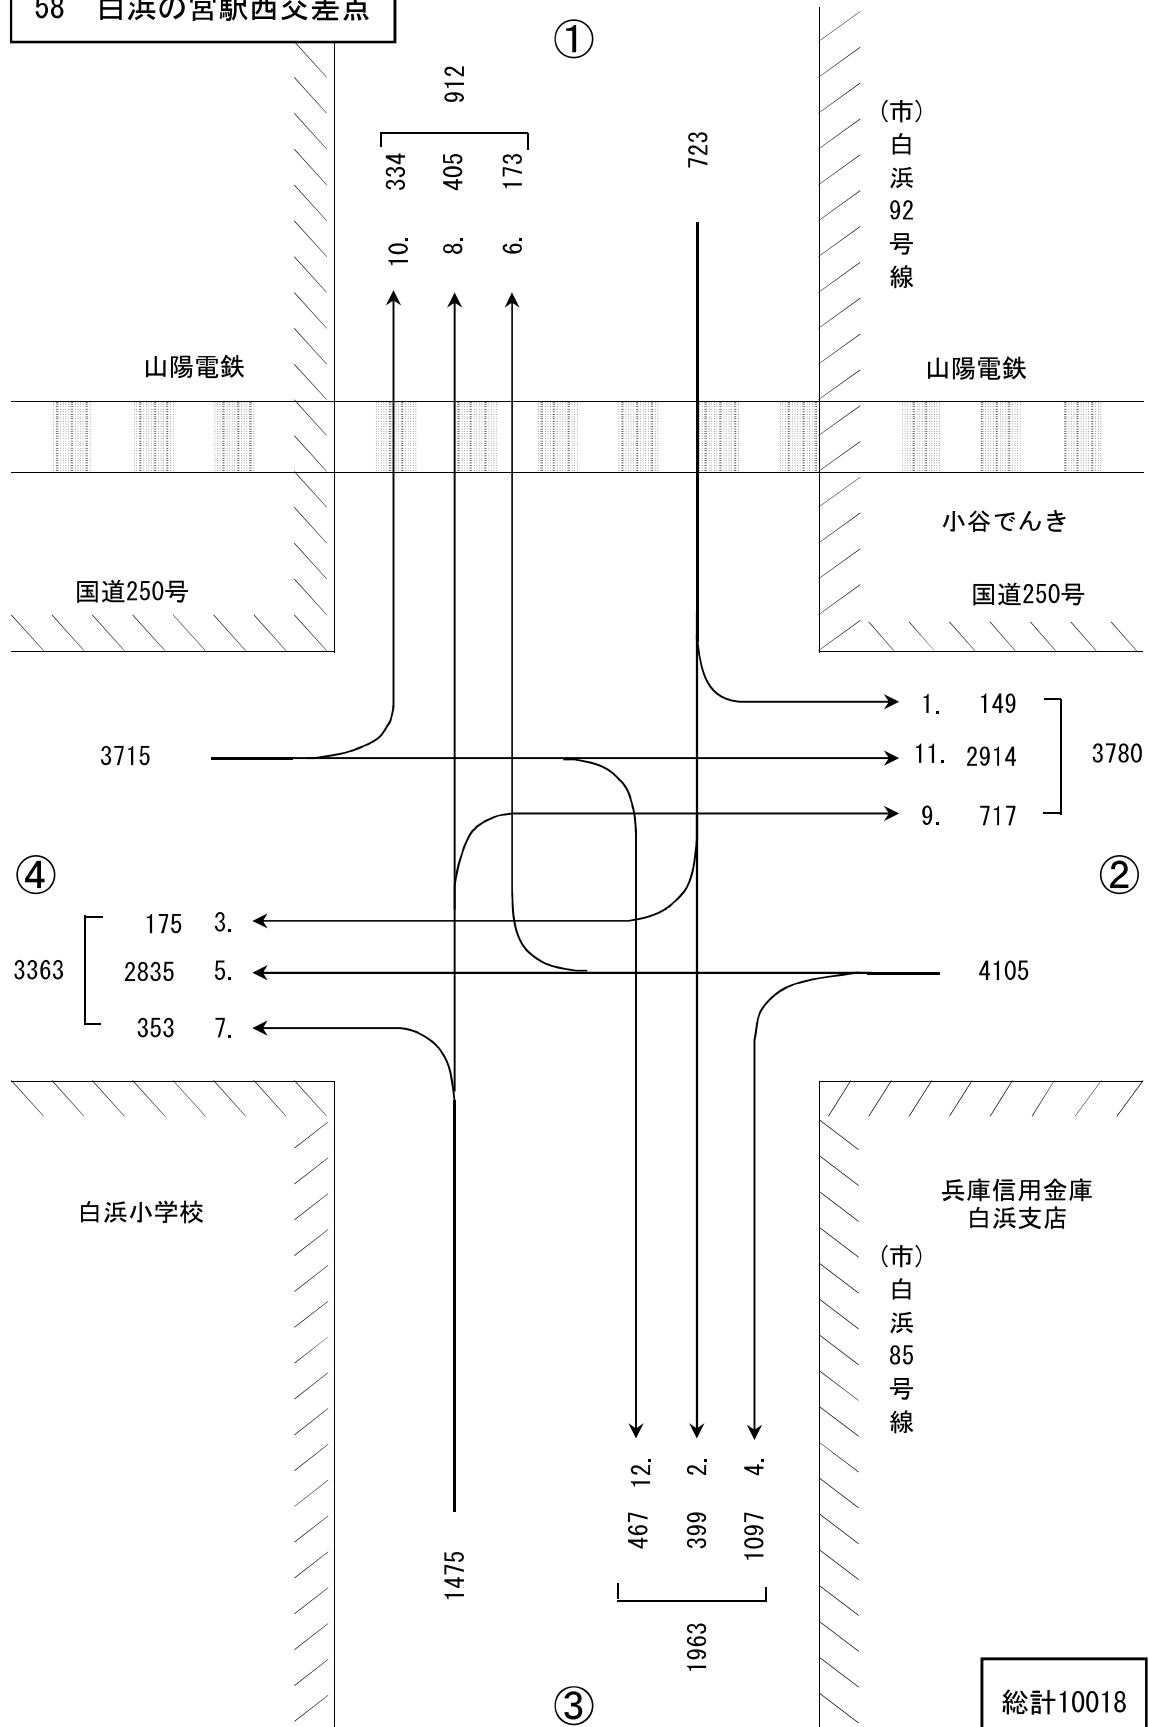 58 白浜の宮駅西交差点
①
912
334
405
173
723
10.
8.
6.
(市)白浜92号線
山陽電鉄
山陽電鉄
小谷でんき
国道250号
国道250号
1. 149
3715
11. 2914
3780
9. 717
④
②
175 3.
3363
2835 5.
4105
353 7.
白浜小学校
兵庫信用金庫
白浜支店
(市)白浜85号線
12.
2.
4.
467
399
1097
1475
1963
③
総計10018